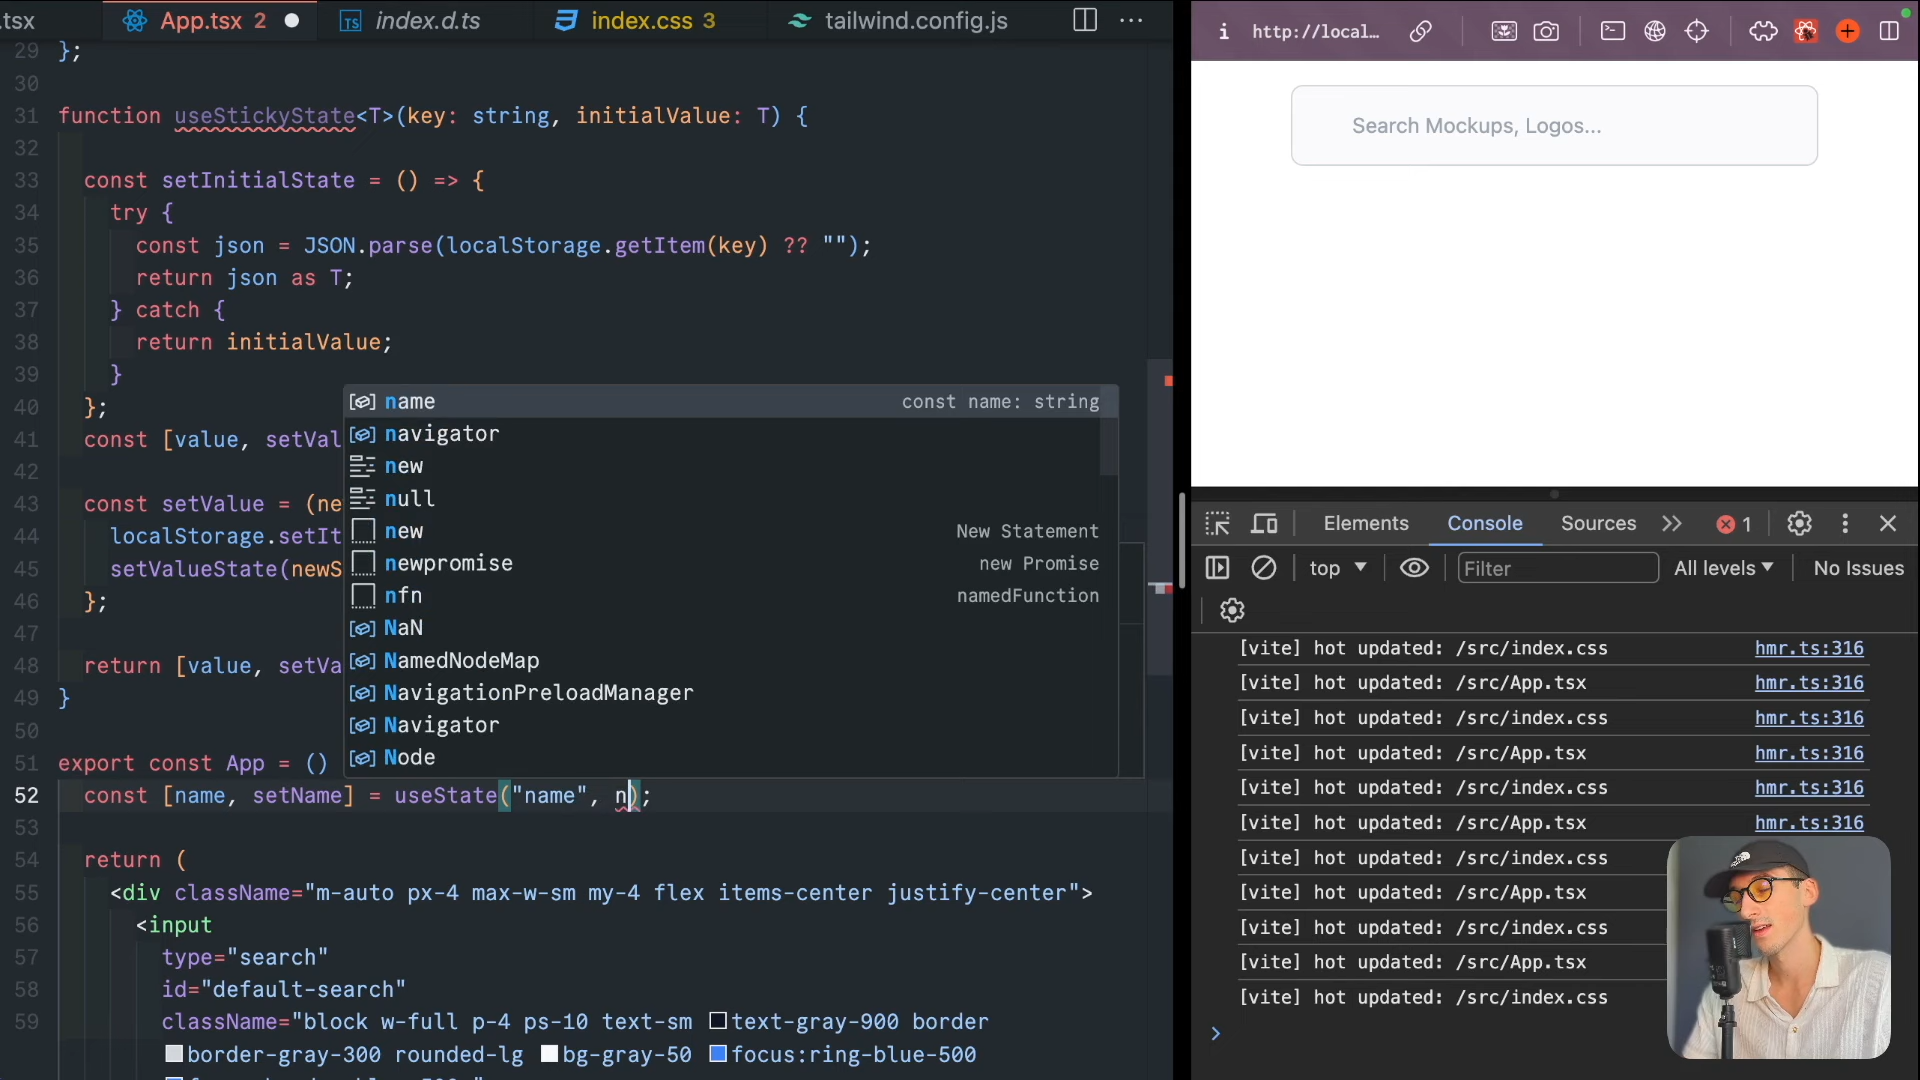 .tsx
App.tsx 2
index.d.ts
index.css 3
tailwind.config.js
http://local...
29 };
30
31 function useStickyState<T>(key: string, initialValue: T) {
32
33 const setInitialState = () => {
34 try {
35 const json = JSON.parse(localStorage.getItem(key) ?? "");
36 return json as T;
37 } catch {
38 return initialValue;
39 }
40 };
41 const [value, setVal
42
43 const setValue = (ne
44 localStorage.setIt
45 setValueState(newS
46 };
47
48 return [value, setVa
49 }
50
51 export const App = ()
52 const [name, setName] = useState("name", n);
53
54 return (
55 <div className="m-auto px-4 max-w-sm my-4 flex items-center justify-center">
56 <input
57 type="search"
58 id="default-search"
59 className="block w-full p-4 ps-10 text-sm text-gray-900 border
border-gray-300 rounded-lg bg-gray-50 focus:ring-blue-500
name const name: string
navigator
new
null
new New Statement
newpromise new Promise
nfn namedFunction
NaN
NamedNodeMap
NavigationPreloadManager
Navigator
Node
Search Mockups, Logos...
Elements Console Sources 1
top Filter All levels No Issues
[vite] hot updated: /src/index.css hmr.ts:316
[vite] hot updated: /src/App.tsx hmr.ts:316
[vite] hot updated: /src/index.css hmr.ts:316
[vite] hot updated: /src/App.tsx hmr.ts:316
[vite] hot updated: /src/index.css hmr.ts:316
[vite] hot updated: /src/App.tsx hmr.ts:316
[vite] hot updated: /src/index.css
[vite] hot updated: /src/App.tsx
[vite] hot updated: /src/index.css
[vite] hot updated: /src/App.tsx
[vite] hot updated: /src/index.css